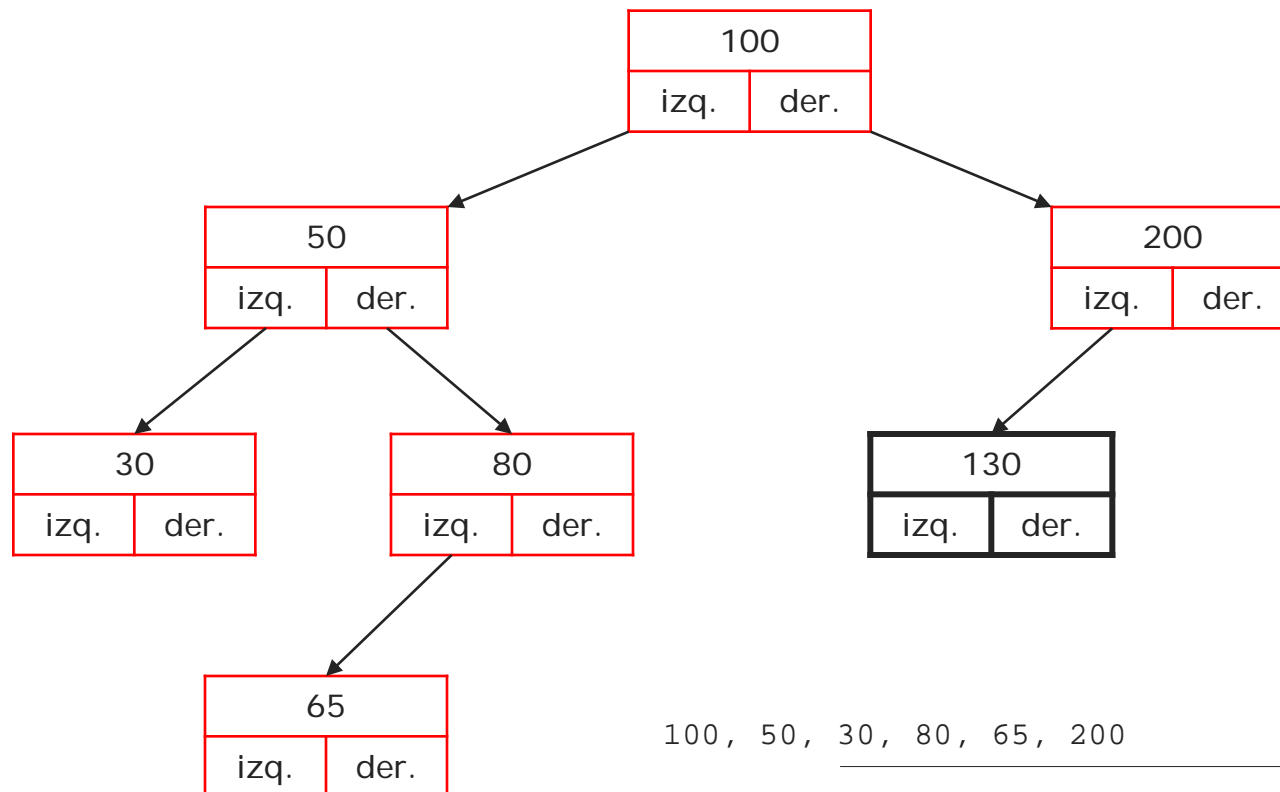 100
izq. der.
50
izq. der.
200
izq. der.
30
izq. der.
80
izq. der.
130
izq. der.
65
izq. der.
100, 50, 30, 80, 65, 200